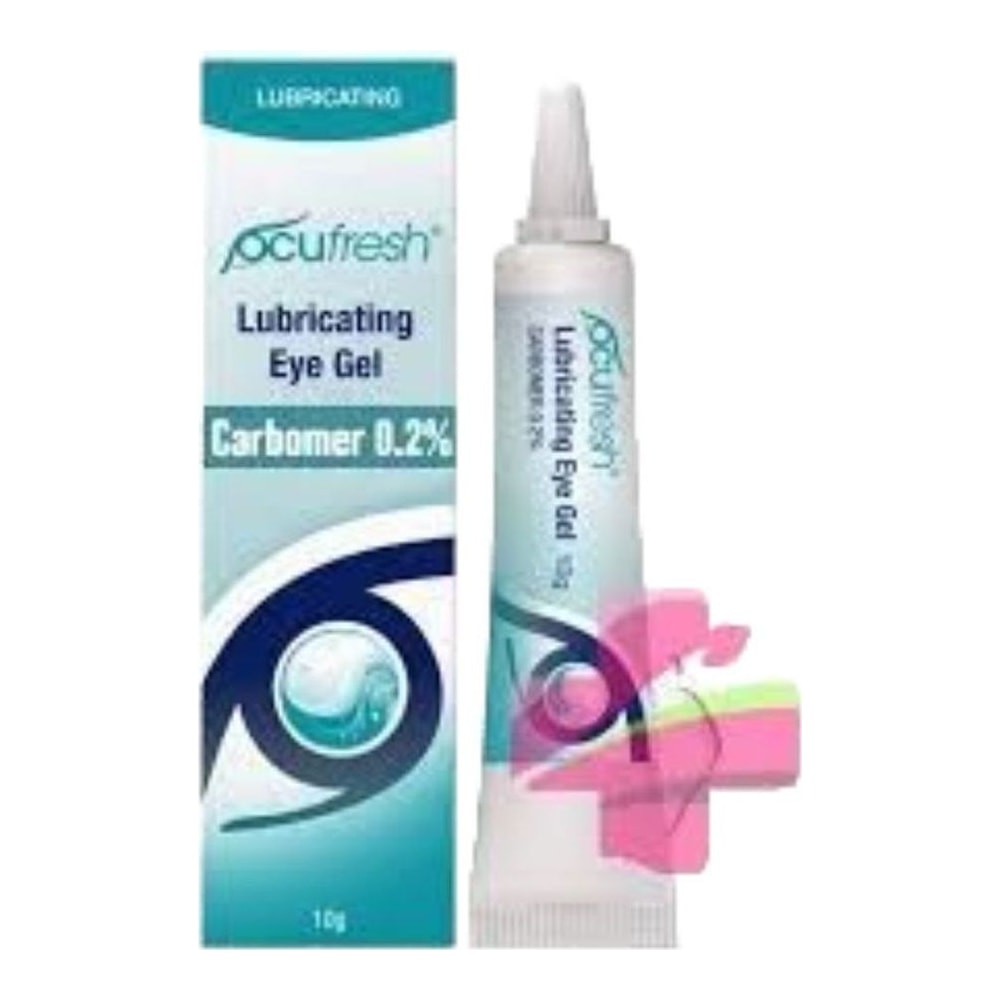 LUBRICATING
Ocufresh®
Lubricating
Eye Gel
Carbomer 0.2%
10g
Ocufresh®
Lubricating Eye Gel 10g
CARBOMER 0.2%